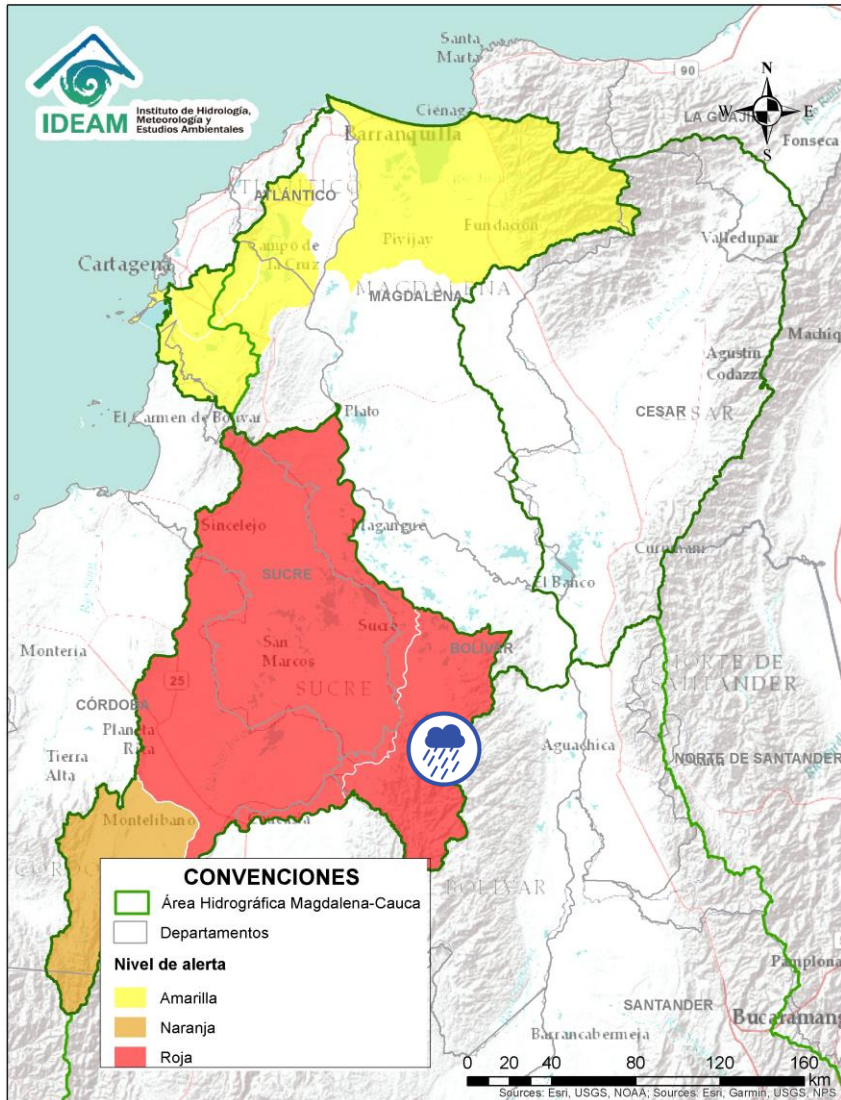 IDEAM
Instituto de Hidrología,
Meteorología y
Estudios Ambientales
Santa
Marta
90
N
W
E
S
Ciénaga
LA GUAJIRA
Barranquilla
Fonseca
ATLÁNTICO
Fundación
Campo de
la Cruz
Pivijay
Valledupar
Cartagena
MAGDALENA
MAGDALENA
Agustín
Codazzi
CESAR
CESAR
El Carmen de Bolívar
Plato
Sincelejo
Magangue
Curumaní
SUCRE
El Banco
Sucre
Montería
San
Marcos
BOLÍVAR
NORTE DE
SANTANDER
25
SUCRE
CÓRDOBA
Planeta
Rica
Aguachica
Tierra
Alta
NORTE DE SANTANDER
Montelibano
CONVENCIONES
Área Hidrográfica Magdalena-Cauca
BOLÍVAR
Departamentos
Nivel de alerta
Pamplona
Amarilla
SANTANDER
Naranja
Barrancabermeja
Roja
0 20 40 80 120 160
Km
Sources: Esri, USGS, NOAA; Sources: Esri, Garmin, USGS, NPS